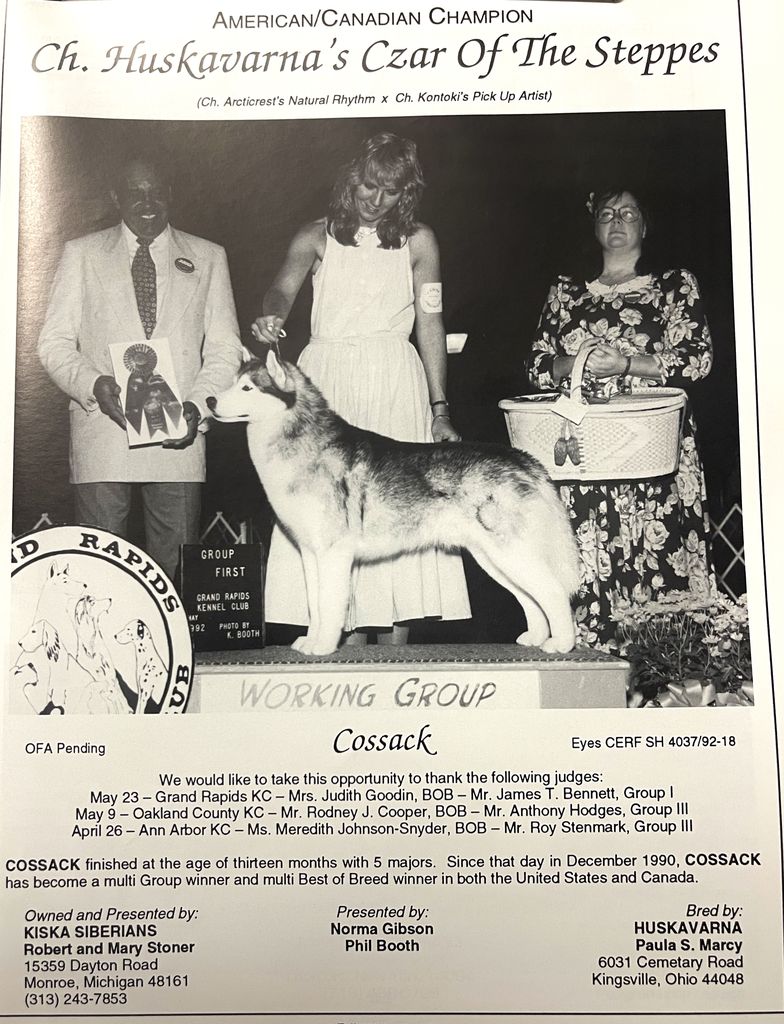 AMERICAN/CANADIAN CHAMPION
Ch. Huskavarna's Czar Of The Steppes
(Ch. Arcticrest's Natural Rhythm x Ch. Kontoki's Pick Up Artist)
GROUP
FIRST
GRAND RAPIDS
KENNEL CLUB
MAY
1992 PHOTO BY
K. BOOTH
ND RAPIDS
UB
WORKING GROUP
OFA Pending
Cossack
Eyes CERF SH 4037/92-18
We would like to take this opportunity to thank the following judges:
May 23 – Grand Rapids KC – Mrs. Judith Goodin, BOB – Mr. James T. Bennett, Group I
May 9 – Oakland County KC – Mr. Rodney J. Cooper, BOB – Mr. Anthony Hodges, Group III
April 26 – Ann Arbor KC – Ms. Meredith Johnson-Snyder, BOB – Mr. Roy Stenmark, Group III
COSSACK finished at the age of thirteen months with 5 majors. Since that day in December 1990, COSSACK
has become a multi Group winner and multi Best of Breed winner in both the United States and Canada.
Owned and Presented by:
KISKA SIBERIANS
Robert and Mary Stoner
15359 Dayton Road
Monroe, Michigan 48161
(313) 243-7853
Presented by:
Norma Gibson
Phil Booth
Bred by:
HUSKAVARNA
Paula S. Marcy
6031 Cemetary Road
Kingsville, Ohio 44048